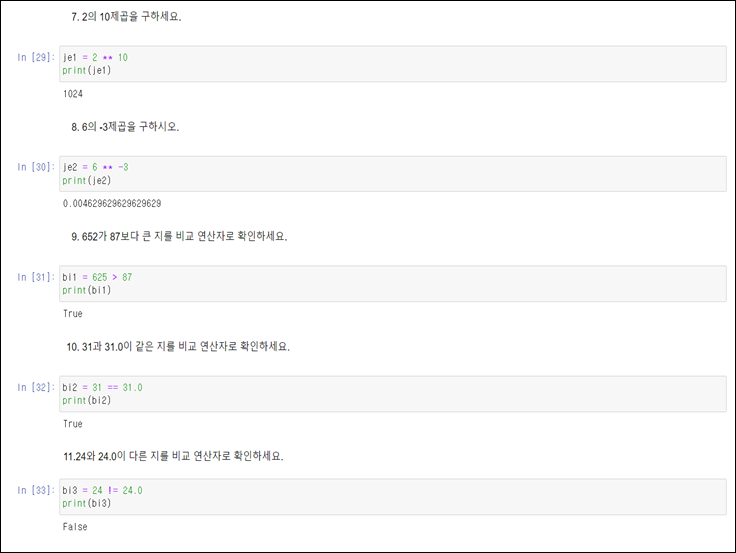 7. 2의 10제곱을 구하세요.
In [29]: je1 = 2 ** 10
print(je1)
1024
8. 6의 -3제곱을 구하시오.
In [30]: je2 = 6 ** -3
print(je2)
0.004629629629629629
9. 652가 87보다 큰 지를 비교 연산자로 확인하세요.
In [31]: bi1 = 625 > 87
print(bi1)
True
10. 31과 31.0이 같은 지를 비교 연산자로 확인하세요.
In [32]: bi2 = 31 == 31.0
print(bi2)
True
11.24와 24.0이 다른 지를 비교 연산자로 확인하세요.
In [33]: bi3 = 24 != 24.0
print(bi3)
False